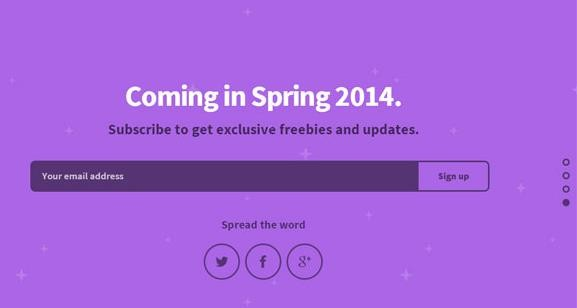 Coming in Spring 2014.
Subscribe to get exclusive freebies and updates.
Your email address
Sign up
Spread the word